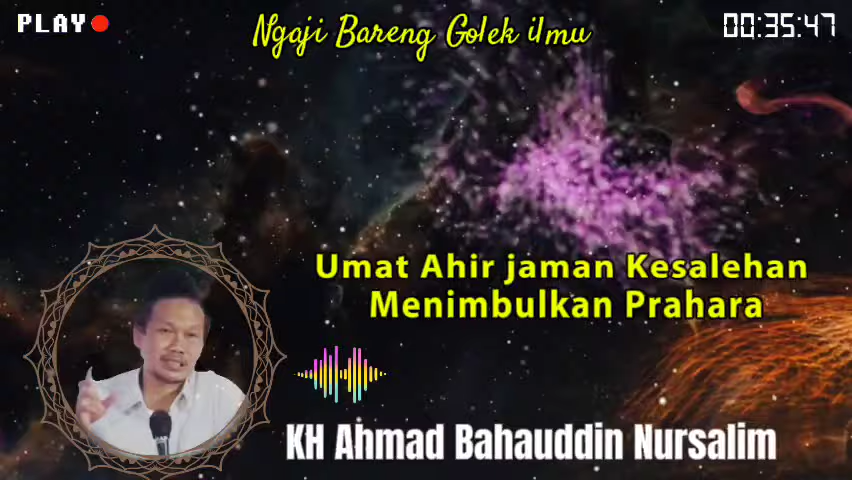 PLAY
Ngaji Bareng Golek ilmu
00:35:47
Umat Ahir jaman Kesalehan
Menimbulkan Prahara
KH Ahmad Bahauddin Nursalim